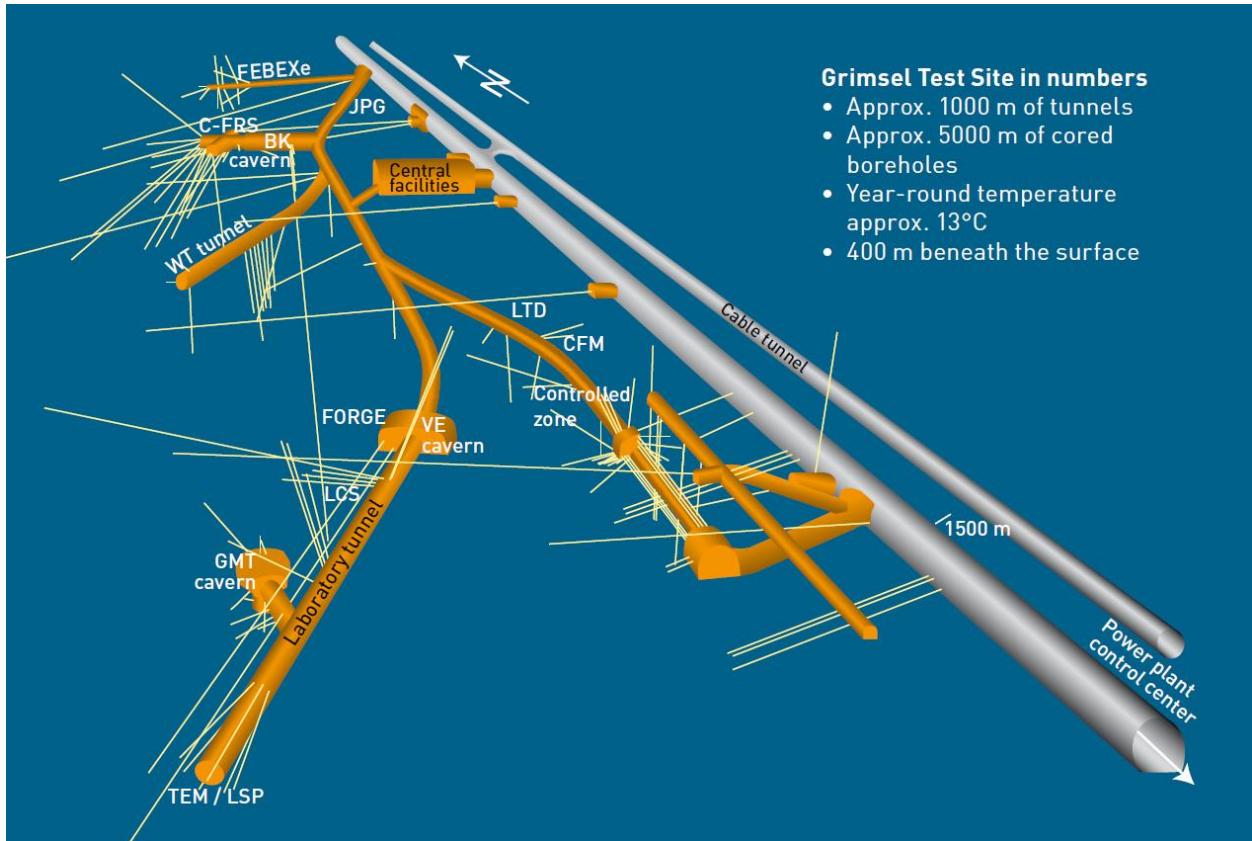 FEBEXe
N
JPG
C-FRS
BK
cavern
Central
facilities
WT tunnel
Grimsel Test Site in numbers
• Approx. 1000 m of tunnels
• Approx. 5000 m of cored
boreholes
• Year-round temperature
approx. 13°C
• 400 m beneath the surface
LTD
CFM
Cable tunnel
Controlled
zone
FORGE
VE
cavern
LCS
Laboratory tunnel
GMT
cavern
1500 m
Power plant
control center
TEM / LSP